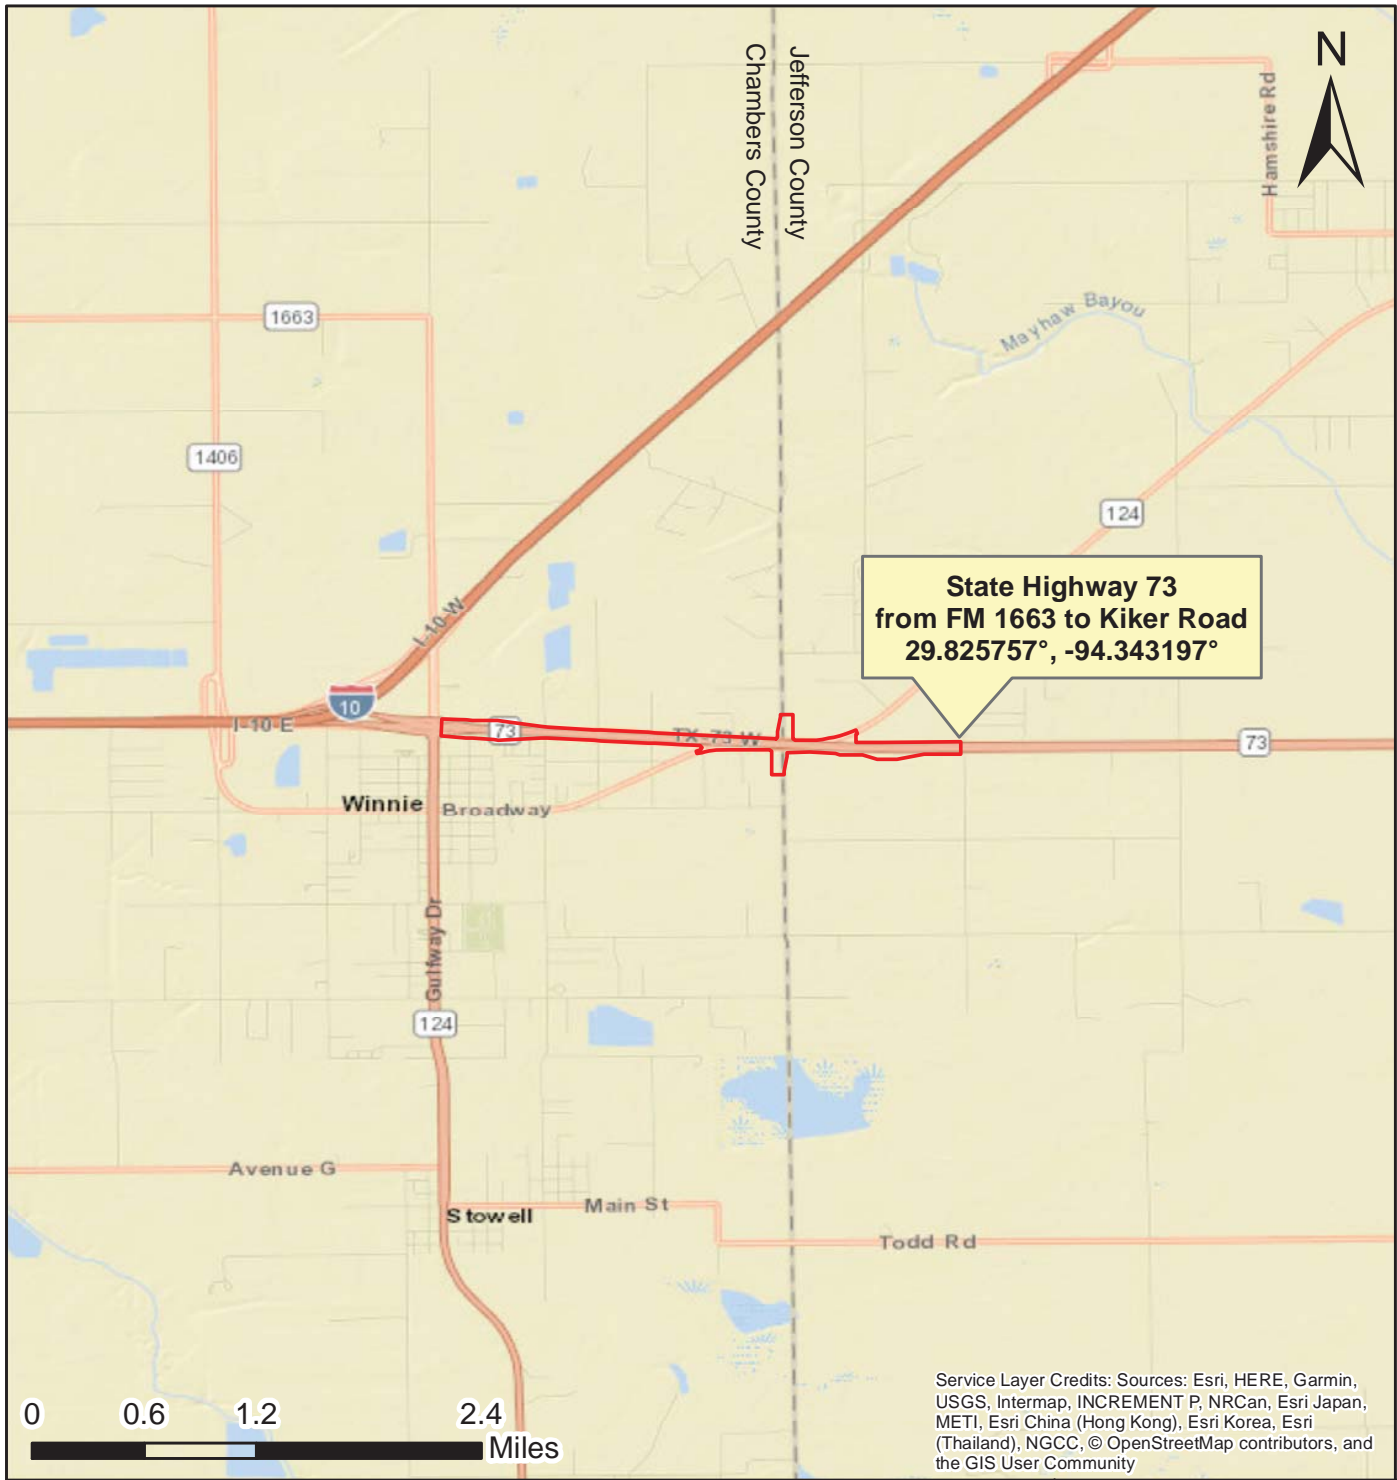 N
Jefferson County
Chambers County
Hamshire Rd
1663
Mayhaw Bayou
1406
124
State Highway 73
from FM 1663 to Kiker Road
29.825757°, -94.343197°
I-10-W
10
I-10-E
73
TX-73-W
73
Winnie
Broadway
Gulfway Dr
124
Avenue G
Main St
Stowell
Todd Rd
0 0.6 1.2 2.4
Miles
Service Layer Credits: Sources: Esri, HERE, Garmin,
USGS, Intermap, INCREMENT P, NRCan, Esri Japan,
METI, Esri China (Hong Kong), Esri Korea, Esri
(Thailand), NGCC, © OpenStreetMap contributors, and
the GIS User Community